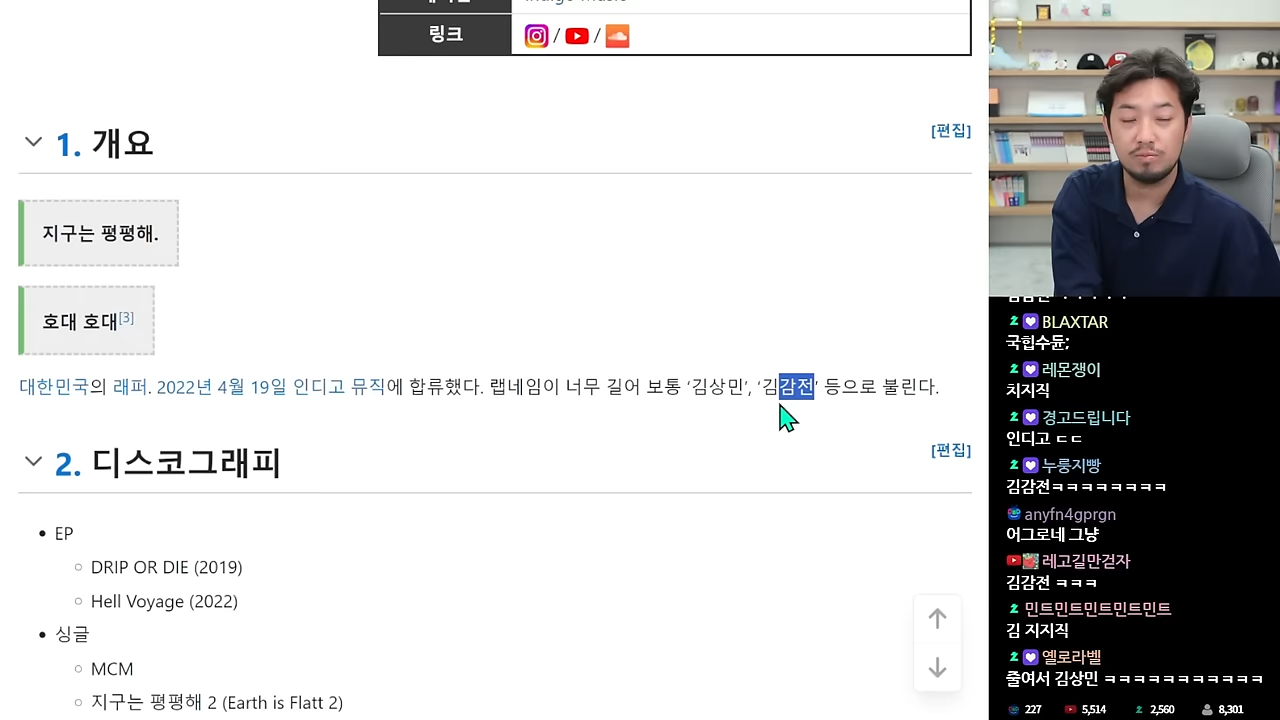 링크
/ /
1. 개요
[편집]
지구는 평평해.
호대 호대[3]
대한민국의 래퍼. 2022년 4월 19일 인디고 뮤직에 합류했다. 랩네임이 너무 길어 보통 ‘김상민’, ‘김감전’ 등으로 불린다.
2. 디스코그래피
[편집]
EP
DRIP OR DIE (2019)
Hell Voyage (2022)
싱글
MCM
지구는 평평해 2 (Earth is Flatt 2)
BLAXTAR
국힙수듄;
레몬쟁이
치지직
경고드립니다
인디고 ㄷㄷ
누룽지빵
김감전ㅋㅋㅋㅋㅋㅋㅋㅋ
anyfn4gprgn
어그로네 그냥
레고길만걷자
김감전 ㅋㅋㅋ
민트민트민트민트민트
김 지지직
옐로라벨
줄여서 김상민 ㅋㅋㅋㅋㅋㅋㅋㅋㅋㅋㅋ
227 5,514 2,560 8,301